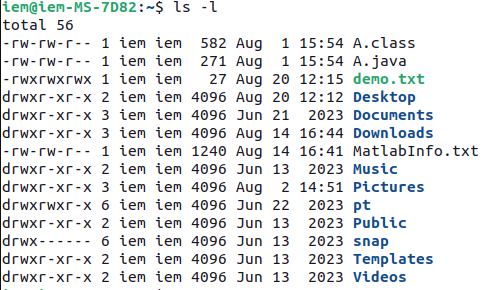 iem@iem-MS-7D82:~$ ls -l
total 56
-rw-rw-r-- 1 iem iem  582 Aug  1 15:54 A.class
-rw-rw-r-- 1 iem iem  271 Aug  1 15:54 A.java
-rwxrwxrwx 1 iem iem   27 Aug 20 12:15 demo.txt
drwxr-xr-x 2 iem iem 4096 Aug 20 12:12 Desktop
drwxr-xr-x 3 iem iem 4096 Jun 21  2023 Documents
drwxr-xr-x 3 iem iem 4096 Aug 14 16:44 Downloads
-rw-rw-r-- 1 iem iem 1240 Aug 14 16:41 MatlabInfo.txt
drwxr-xr-x 2 iem iem 4096 Jun 13  2023 Music
drwxr-xr-x 3 iem iem 4096 Aug  2 14:51 Pictures
drwxrwxr-x 6 iem iem 4096 Jun 22  2023 pt
drwxr-xr-x 2 iem iem 4096 Jun 13  2023 Public
drwx------ 6 iem iem 4096 Jun 13  2023 snap
drwxr-xr-x 2 iem iem 4096 Jun 13  2023 Templates
drwxr-xr-x 2 iem iem 4096 Jun 13  2023 Videos